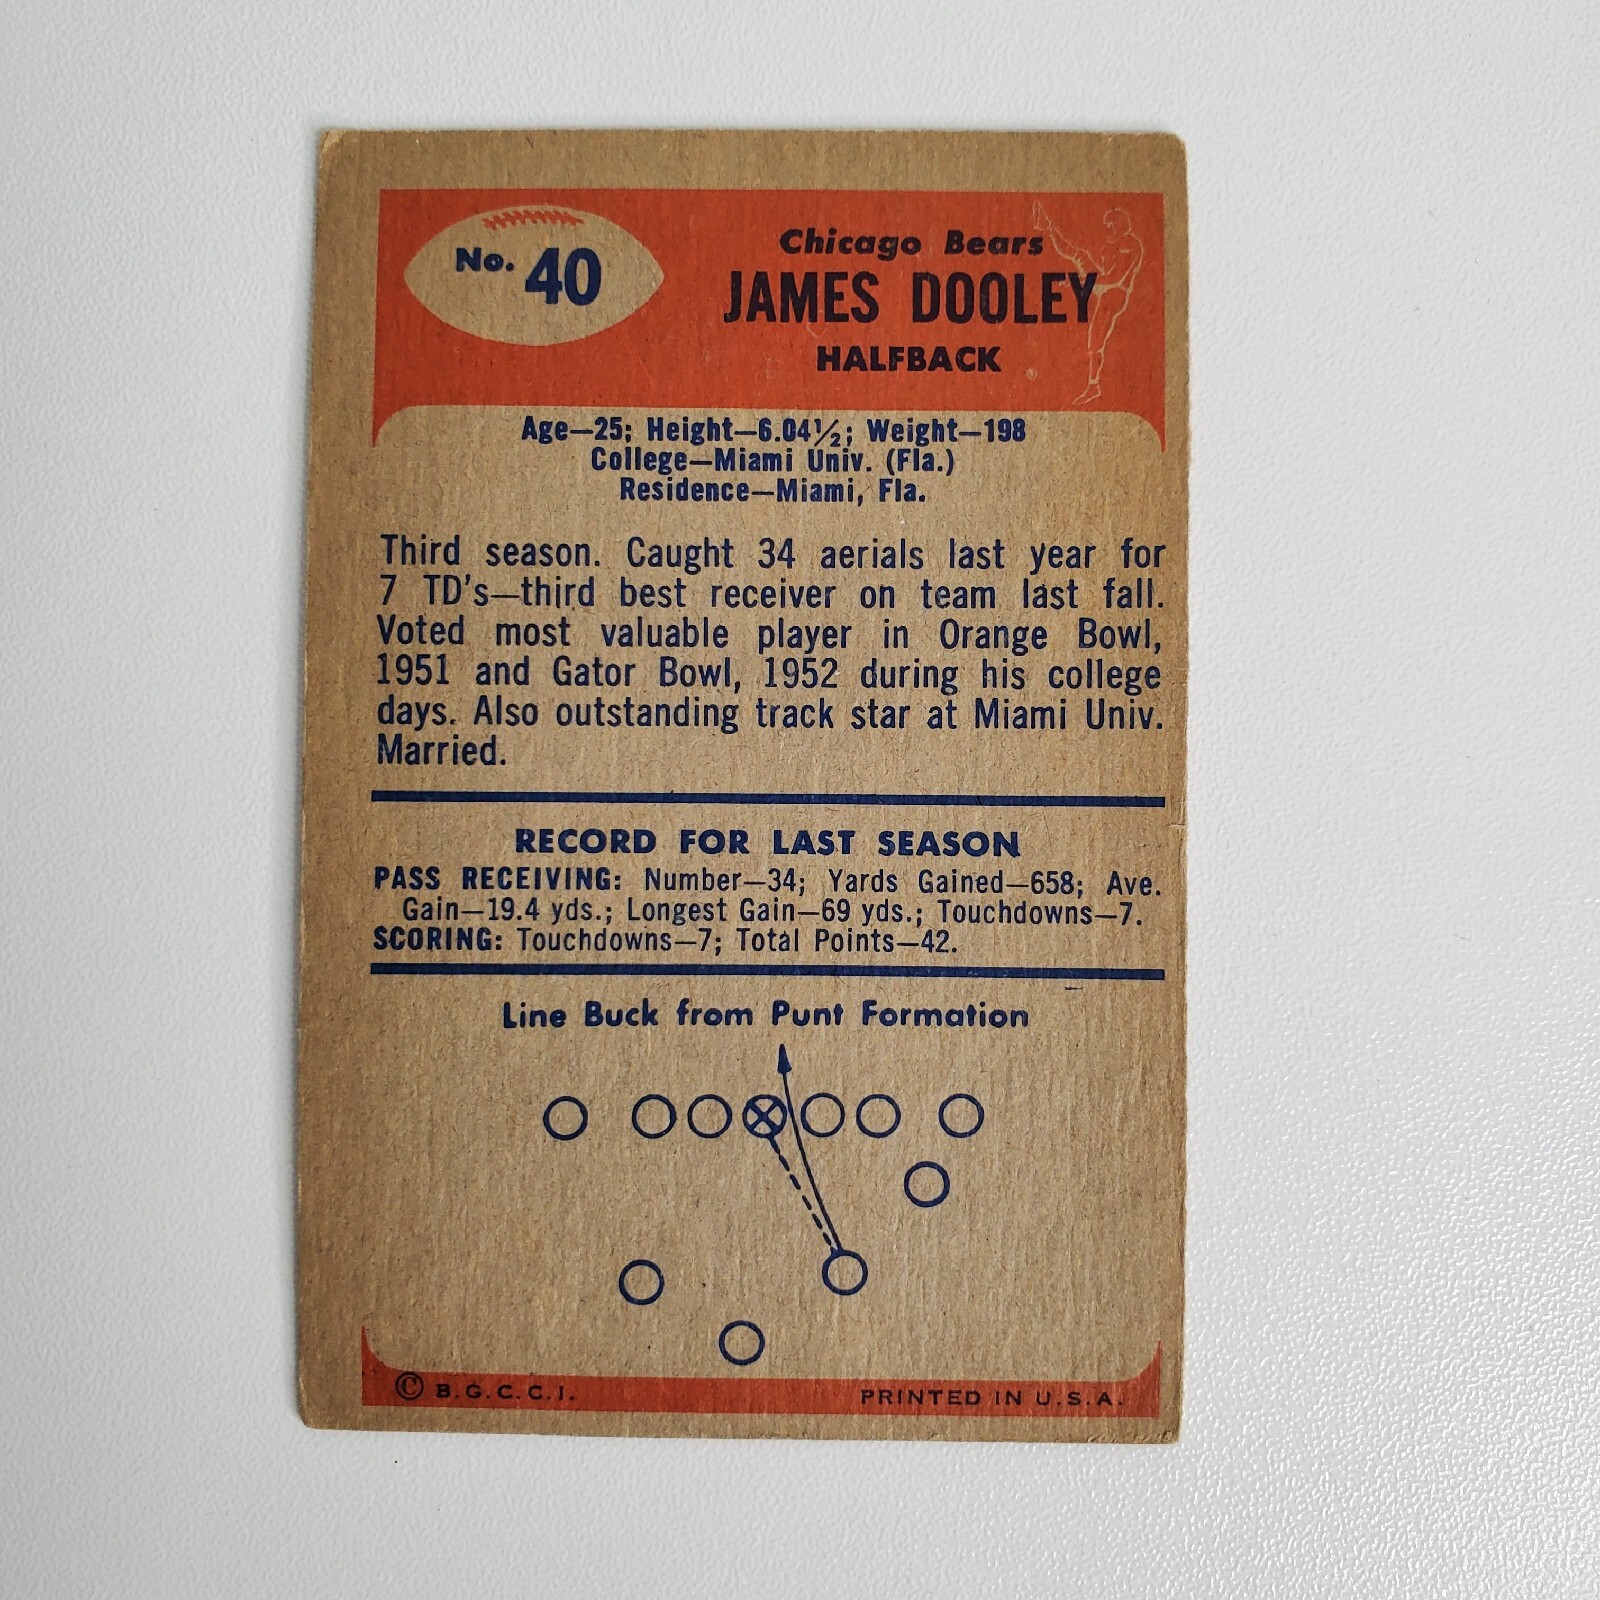 No. 40
Chicago Bears
JAMES DOOLEY
HALFBACK
Age—25; Height—6.04½; Weight—198
College—Miami Univ. (Fla.)
Residence—Miami, Fla.
Third season. Caught 34 aerials last year for
7 TD's—third best receiver on team last fall.
Voted most valuable player in Orange Bowl,
1951 and Gator Bowl, 1952 during his college
days. Also outstanding track star at Miami Univ.
Married.
RECORD FOR LAST SEASON
PASS RECEIVING: Number—34; Yards Gained—658; Ave.
Gain—19.4 yds.; Longest Gain—69 yds.; Touchdowns—7.
SCORING: Touchdowns—7; Total Points—42.
Line Buck from Punt Formation
© B.G.C.C.I.
PRINTED IN U.S.A.